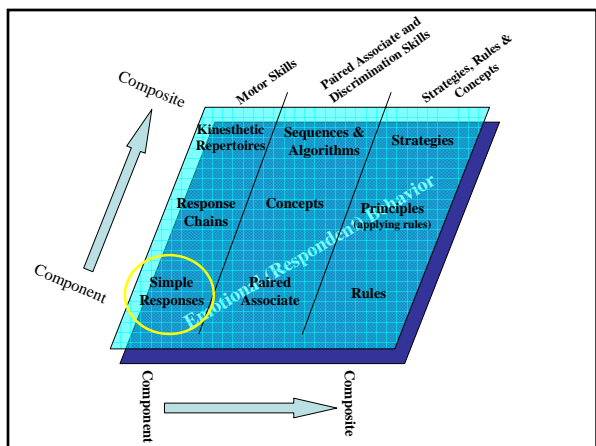 Motor Skills
Paired Associate and
Discrimination Skills
Strategies, Rules &
Concepts
Composite
Component
Kinesthetic
Repertoires
Sequences &
Algorithms
Strategies
Response
Chains
Concepts
Principles
(applying rules)
Simple
Responses
Paired
Associate
Rules
Emotional (Respondent) Behavior
Component
Composite